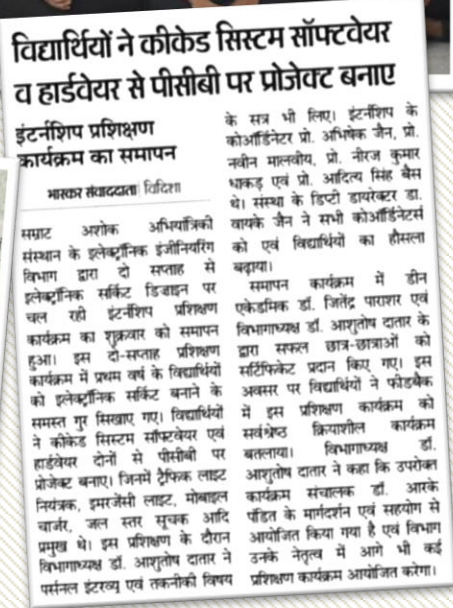 विद्यार्थियों ने कीकेड सिस्टम सॉफ्टवेयर
व हार्डवेयर से पीसीबी पर प्रोजेक्ट बनाए
इंटर्नशिप प्रशिक्षण
कार्यक्रम का समापन
भास्कर संवाददाता | विदिशा
सम्राट अशोक अभियांत्रिकी
संस्थान के इलेक्ट्रॉनिक इंजीनियरिंग
विभाग द्वारा दो सप्ताह से
इलेक्ट्रॉनिक सर्किट डिजाइन पर
चल रही इंटर्नशिप प्रशिक्षण
कार्यक्रम का शुक्रवार को समापन
हुआ। इस दो-सप्ताह प्रशिक्षण
कार्यक्रम में प्रथम वर्ष के विद्यार्थियों
को इलेक्ट्रॉनिक सर्किट बनाने के
समस्त गुर सिखाए गए। विद्यार्थियों
ने कीकेड सिस्टम सॉफ्टवेयर एवं
हार्डवेयर दोनों से पीसीबी पर
प्रोजेक्ट बनाए। जिनमें ट्रैफिक लाइट
नियंत्रक, इमरजेंसी लाइट, मोबाइल
चार्जर, जल स्तर सूचक आदि
प्रमुख थे। इस प्रशिक्षण के दौरान
विभागाध्यक्ष डॉ. आशुतोष दातार ने
पर्सनल इंटरव्यू एवं तकनीकी विषय
के सत्र भी लिए। इंटर्नशिप के
कोऑर्डिनेटर प्रो. अभिषेक जैन, प्रो.
नवीन मालवीय, प्रो. नीरज कुमार
धाकड़ एवं प्रो. आदित्य सिंह बैस
थे। संस्था के डिप्टी डायरेक्टर डा.
वायके जैन ने सभी कोऑर्डिनेटर्स
को एवं विद्यार्थियों का हौसला
बढ़ाया।
समापन कार्यक्रम में डीन
एकेडमिक डॉ. जितेंद्र पाराशर एवं
विभागाध्यक्ष डॉ. आशुतोष दातार के
द्वारा सफल छात्र-छात्राओं को
सर्टिफिकेट प्रदान किए गए। इस
अवसर पर विद्यार्थियों ने फीडबैक
में इस प्रशिक्षण कार्यक्रम को
सर्वश्रेष्ठ क्रियाशील कार्यक्रम
बतलाया। विभागाध्यक्ष डॉ.
आशुतोष दातार ने कहा कि उपरोक्त
कार्यक्रम संचालक डॉ. आरके
पंडित के मार्गदर्शन एवं सहयोग से
आयोजित किया गया है एवं विभाग
उनके नेतृत्व में आगे भी कई
प्रशिक्षण कार्यक्रम आयोजित करेगा।